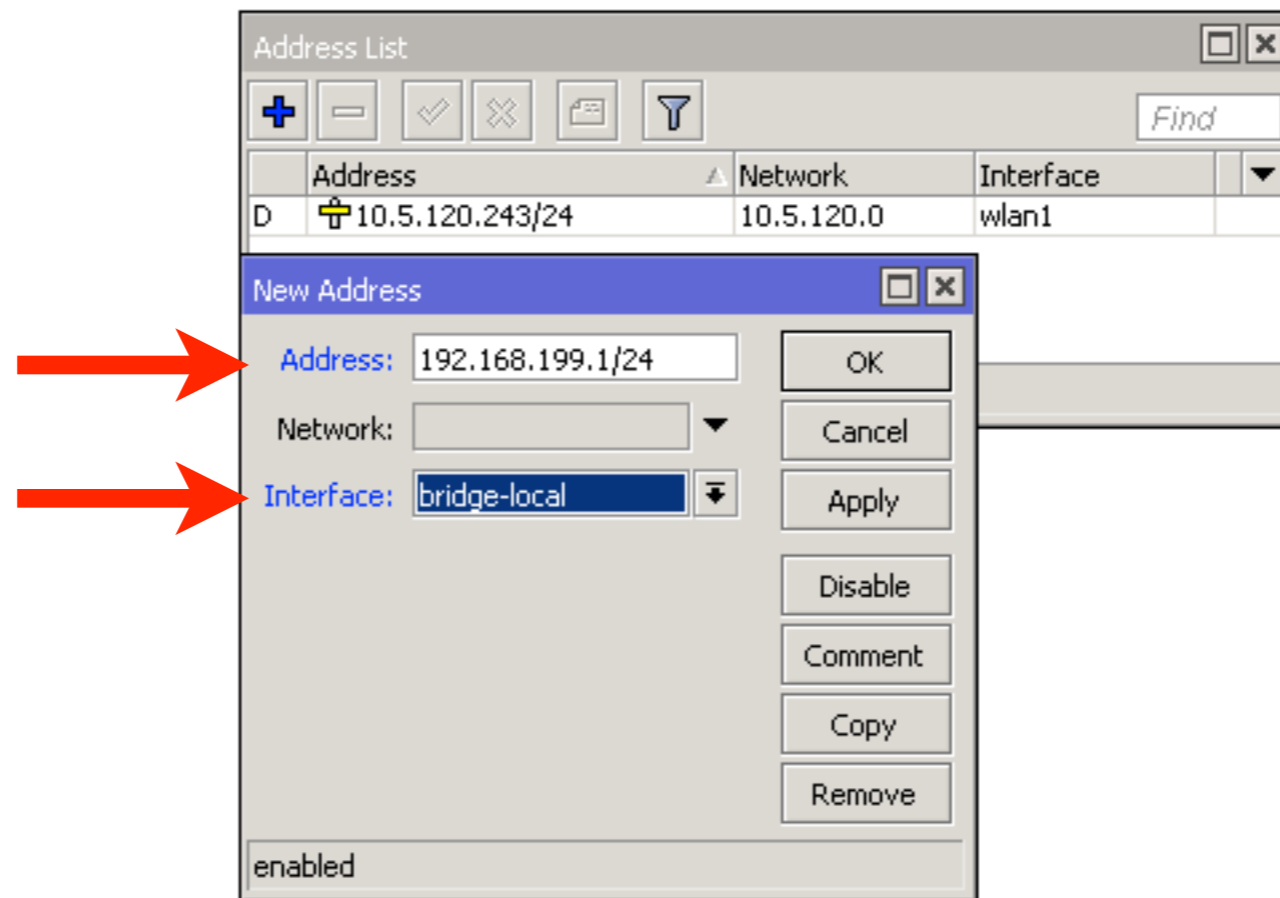 Address List
Find
Address Network Interface
D 10.5.120.243/24 10.5.120.0 wlan1
New Address
Address: 192.168.199.1/24 OK
Network: Cancel
Interface: bridge-local Apply
Disable
Comment
Copy
Remove
enabled